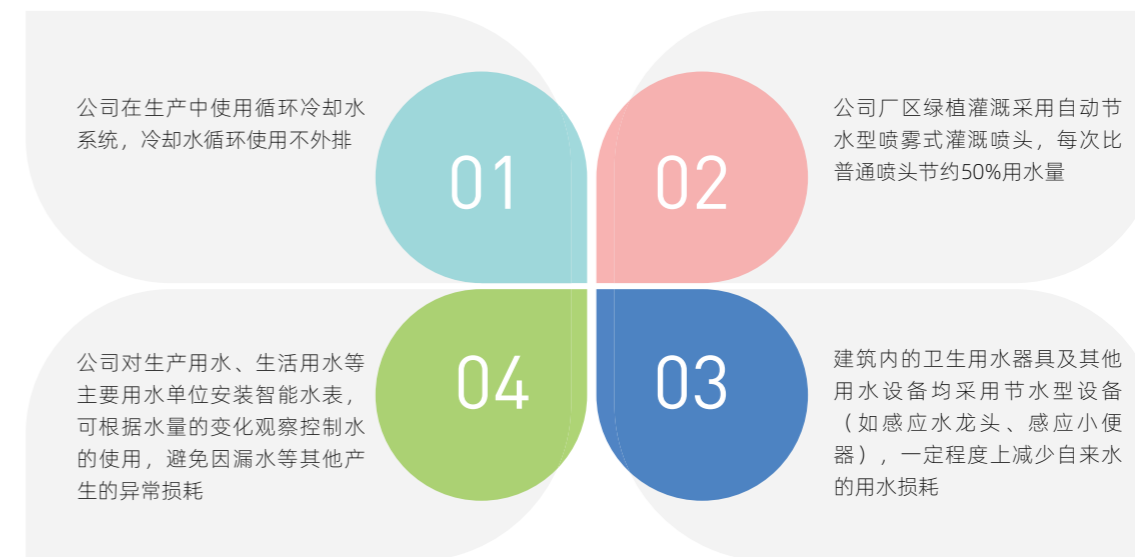 公司在生产中使用循环冷却水
系统，冷却水循环使用不外排
01
02
公司厂区绿植灌溉采用自动节
水型喷雾式灌溉喷头，每次比
普通喷头节约50%用水量
公司对生产用水、生活用水等
主要用水单位安装智能水表，
可根据水量的变化观察控制水
的使用，避免因漏水等其他产
生的异常损耗
04
03
建筑内的卫生用水器具及其他
用水设备均采用节水型设备
（如感应水龙头、感应小便
器），一定程度上减少自来水
的用水损耗